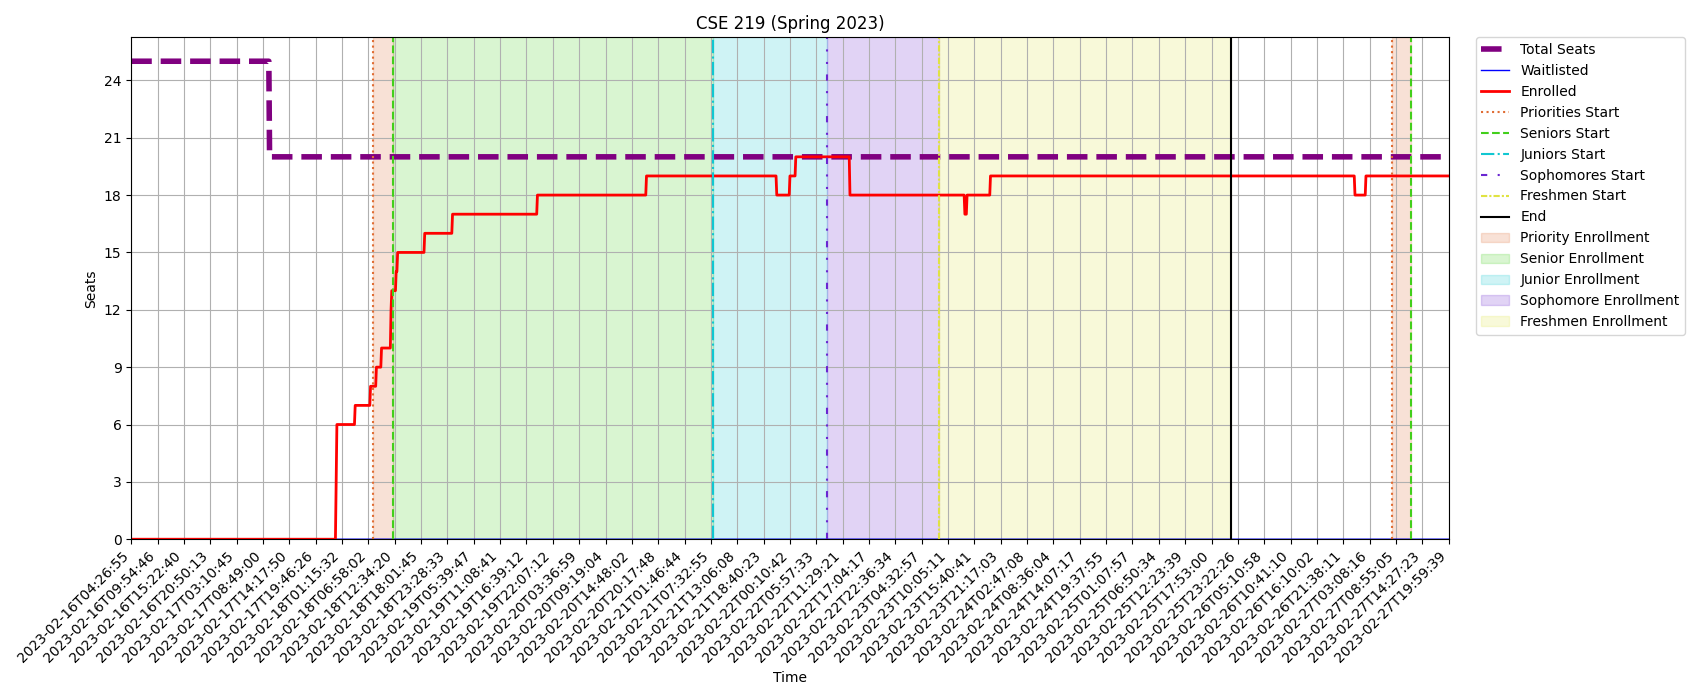 CSE 219 (Spring 2023)
Seats
24
21
18
15
12
9
6
3
0
2023-02-16T04:26:55
2023-02-16T09:54:46
2023-02-16T15:22:40
2023-02-16T20:50:13
2023-02-17T03:10:45
2023-02-17T08:49:00
2023-02-17T14:17:50
2023-02-17T19:46:26
2023-02-18T01:15:32
2023-02-18T06:58:02
2023-02-18T12:34:20
2023-02-18T18:01:45
2023-02-18T23:28:33
2023-02-19T05:39:47
2023-02-19T11:08:41
2023-02-19T16:39:12
2023-02-19T22:07:12
2023-02-20T03:36:59
2023-02-20T09:19:04
2023-02-20T14:48:02
2023-02-20T20:17:48
2023-02-21T01:46:44
2023-02-21T07:32:55
2023-02-21T13:06:08
2023-02-21T18:40:23
2023-02-22T00:10:42
2023-02-22T05:57:33
2023-02-22T11:29:21
2023-02-22T17:04:17
2023-02-22T22:36:34
2023-02-23T04:32:57
2023-02-23T10:05:11
2023-02-23T15:40:41
2023-02-23T21:17:03
2023-02-24T02:47:08
2023-02-24T08:36:04
2023-02-24T14:07:17
2023-02-24T19:37:55
2023-02-25T01:07:57
2023-02-25T06:50:34
2023-02-25T12:23:39
2023-02-25T17:53:00
2023-02-25T23:22:26
2023-02-26T05:10:58
2023-02-26T10:41:10
2023-02-26T16:10:02
2023-02-26T21:38:11
2023-02-27T03:08:16
2023-02-27T08:55:05
2023-02-27T14:27:23
2023-02-27T19:59:39
Time
Total Seats
Waitlisted
Enrolled
Priorities Start
Seniors Start
Juniors Start
Sophomores Start
Freshmen Start
End
Priority Enrollment
Senior Enrollment
Junior Enrollment
Sophomore Enrollment
Freshmen Enrollment